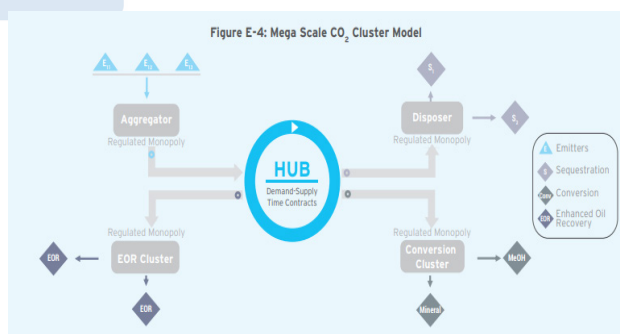 Figure E-4: Mega Scale CO₂ Cluster Model
Aggregator
Regulated Monopoly
HUB
Demand-Supply
Time Contracts
Disposer
Regulated Monopoly
S₁
Emitters
Sequestration
Conversion
Enhanced Oil
Recovery
EOR
Regulated Monopoly
EOR Cluster
EOR
Regulated Monopoly
Conversion
Cluster
MeOH
Mineral